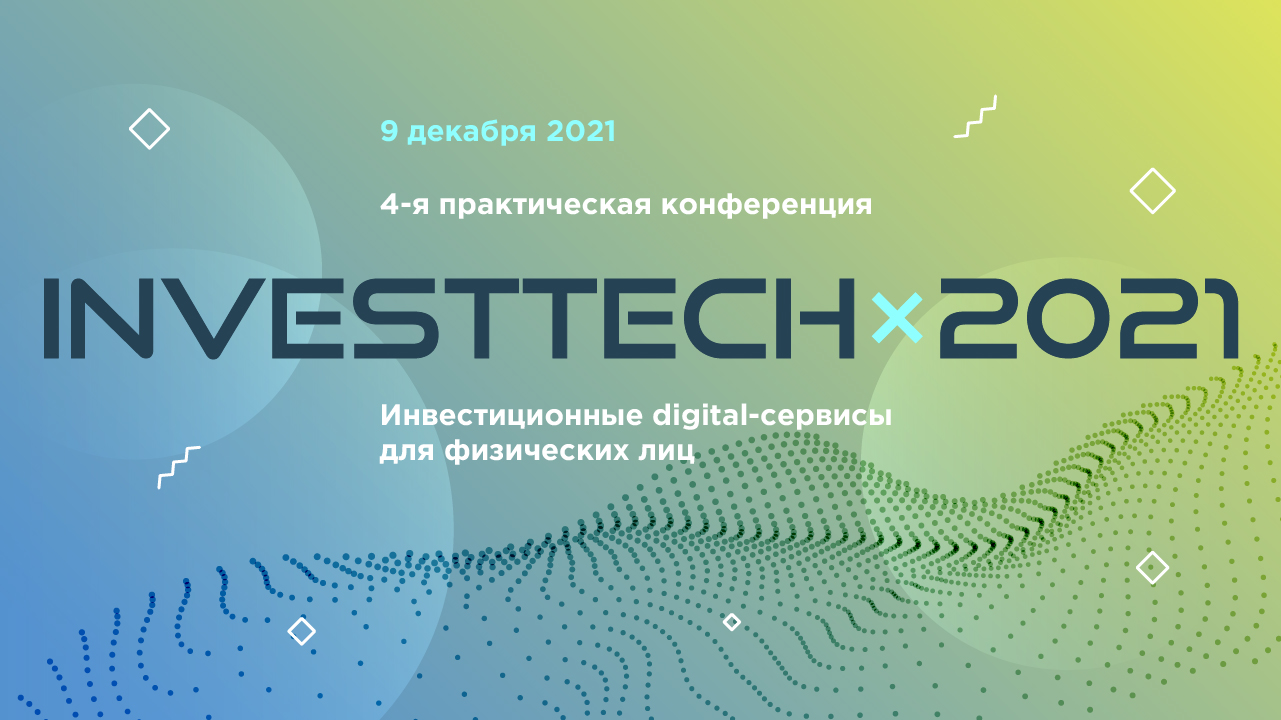 9 декабря 2021
4-я практическая конференция
INVESTTECH×2021
Инвестиционные digital-сервисы
для физических лиц